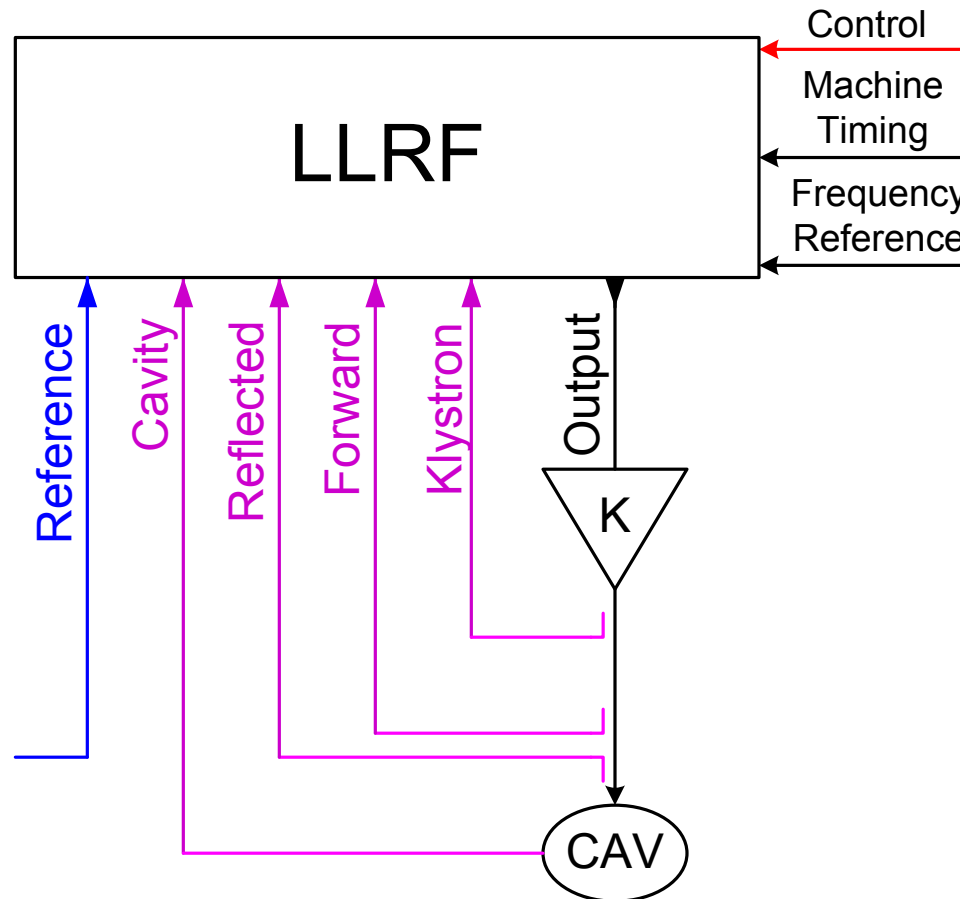 Control
Machine
Timing
Frequency
Reference
LLRF
Reference
Cavity
Reflected
Forward
Klystron
Output
K
CAV